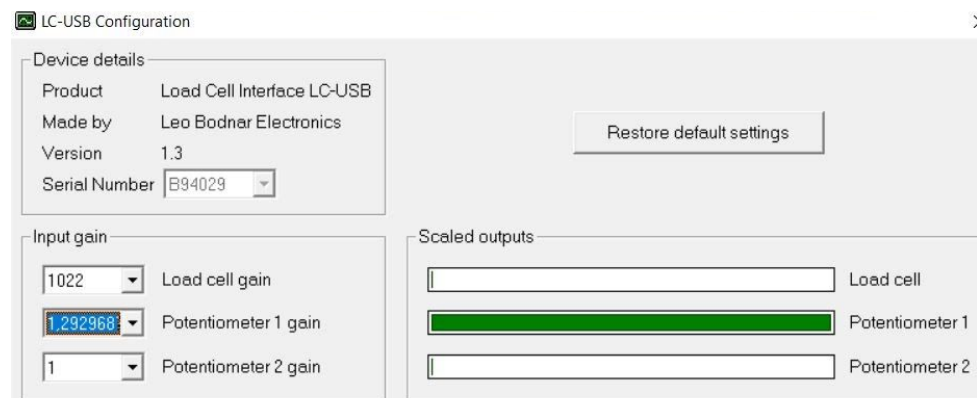 LC-USB Configuration
Device details
Product Load Cell Interface LC-USB
Made by Leo Bodnar Electronics
Version 1.3
Serial Number B94029
Restore default settings
Input gain
1022 Load cell gain
Potentiometer 1 gain
1 Potentiometer 2 gain
Scaled outputs
Load cell
Potentiometer 1
Potentiometer 2